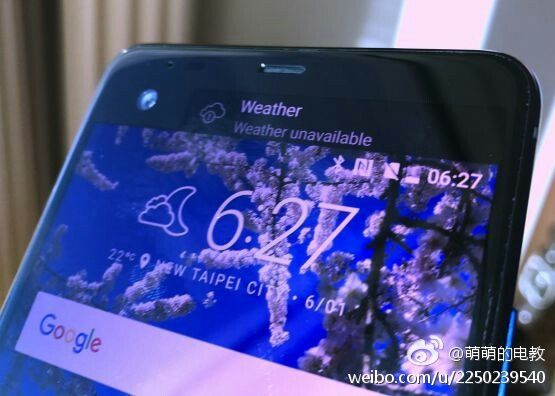 Weather
Weather unavailable
06:27
6:27
22°C NEW TAIPEI CITY • 6/01
Google
@萌萌的电教
weibo.com/u/2250239540